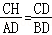 CH/AD = CD/BD